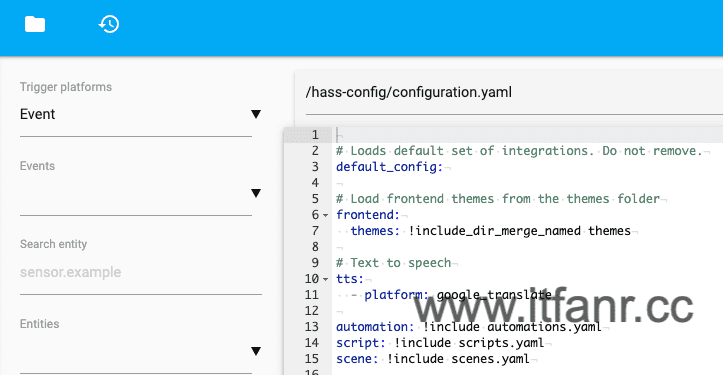 Trigger platforms
Event
Events
Search entity
sensor.example
Entities
/hass-config/configuration.yaml
1
2 # Loads default set of integrations. Do not remove.
3 default_config:
4
5 # Load frontend themes from the themes folder
6 frontend:
7   themes: !include_dir_merge_named themes
8
9 # Text to speech
10 tts:
11   - platform: google_translate
12
13 automation: !include automations.yaml
14 script: !include scripts.yaml
15 scene: !include scenes.yaml
16
www.itfanr.cc